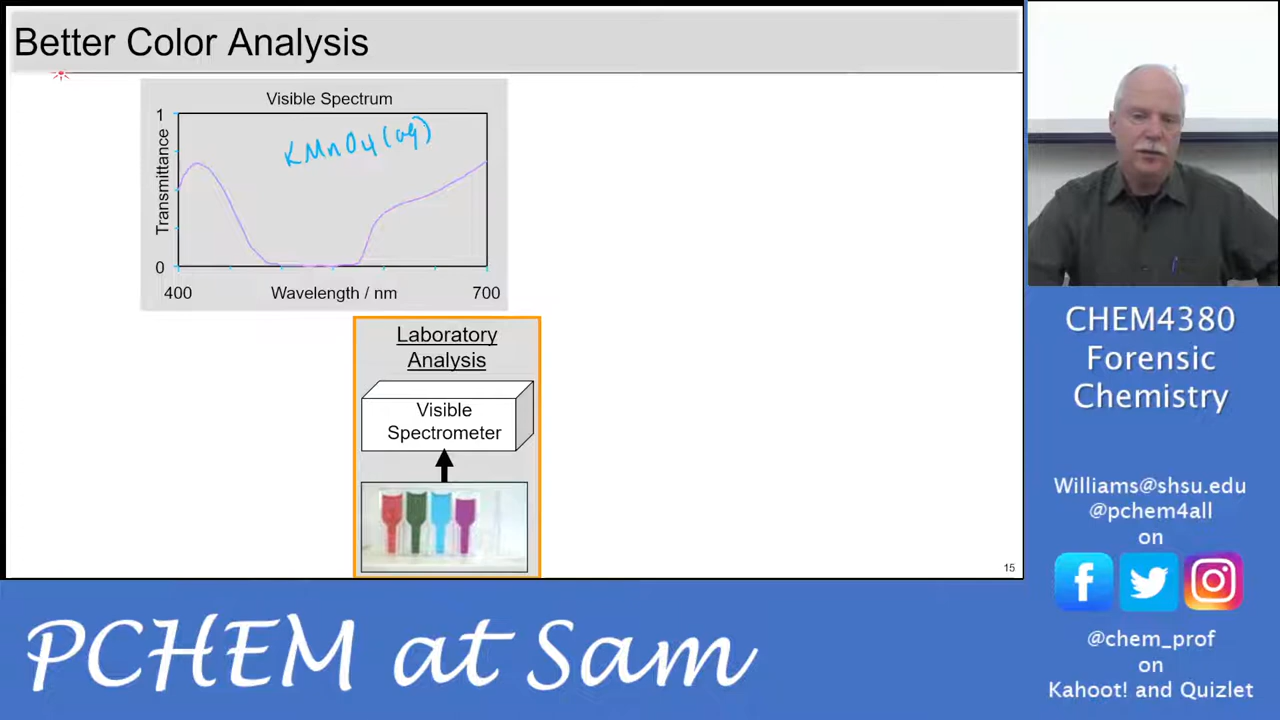 Better Color Analysis
Visible Spectrum
1
KMnO4(aq)
Transmittance
0
400
Wavelength / nm
700
Laboratory
Analysis
Visible
Spectrometer
15
CHEM4380
Forensic
Chemistry
Williams@shsu.edu
@pchem4all
on
@chem_prof
on
Kahoot! and Quizlet
PCHEM at Sam